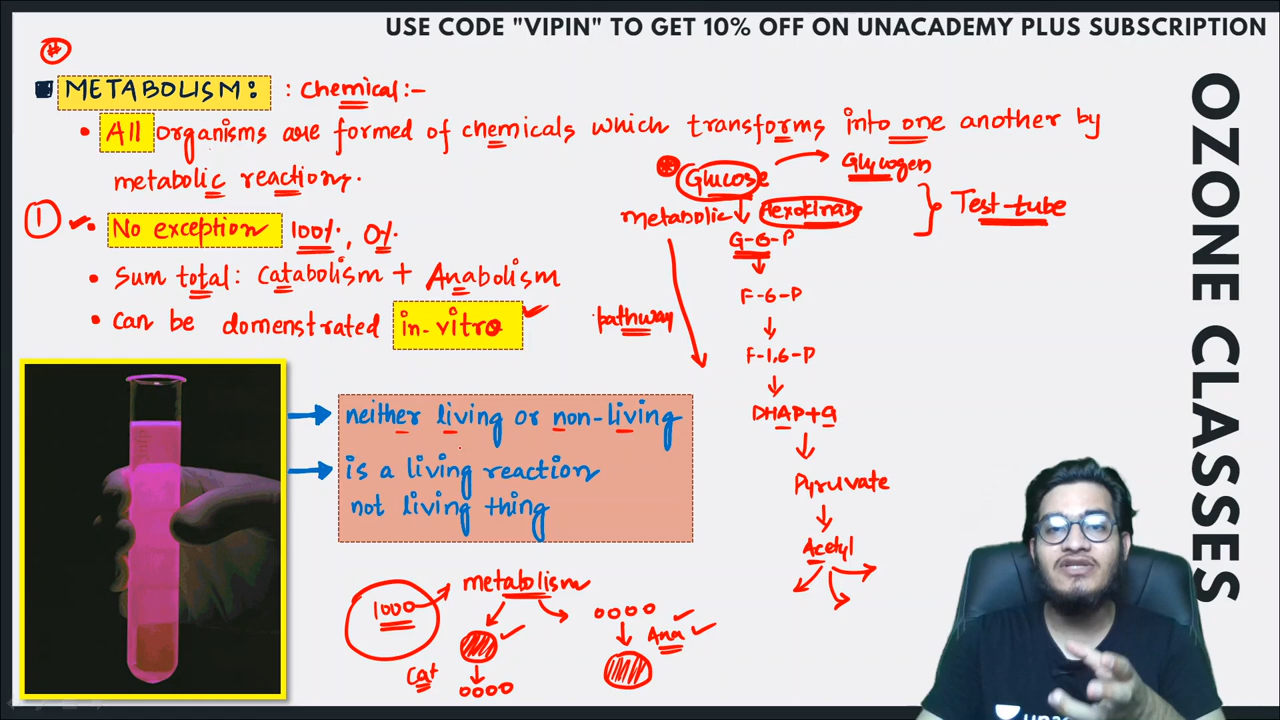 USE CODE "VIPIN" TO GET 10% OFF ON UNACADEMY PLUS SUBSCRIPTION
#
METABOLISM: : Chemical:-
• All organisms are formed of chemicals which transforms into one another by
metabolic reactions.
1 No exception 100%, 0%.
• Sum total: Catabolism + Anabolism
• Can be domenstrated in-vitro
neither living or non-living
is a living reaction
not living thing
1000 metabolism
Cat
oooo
oooo
Ana
Glucose Glycogen
metabolic Hexokinase
Test-tube
G-6-P
pathway
F-6-P
F-1,6-P
DHAP+G
Pyruvate
Acetyl
OZONE CLASSES